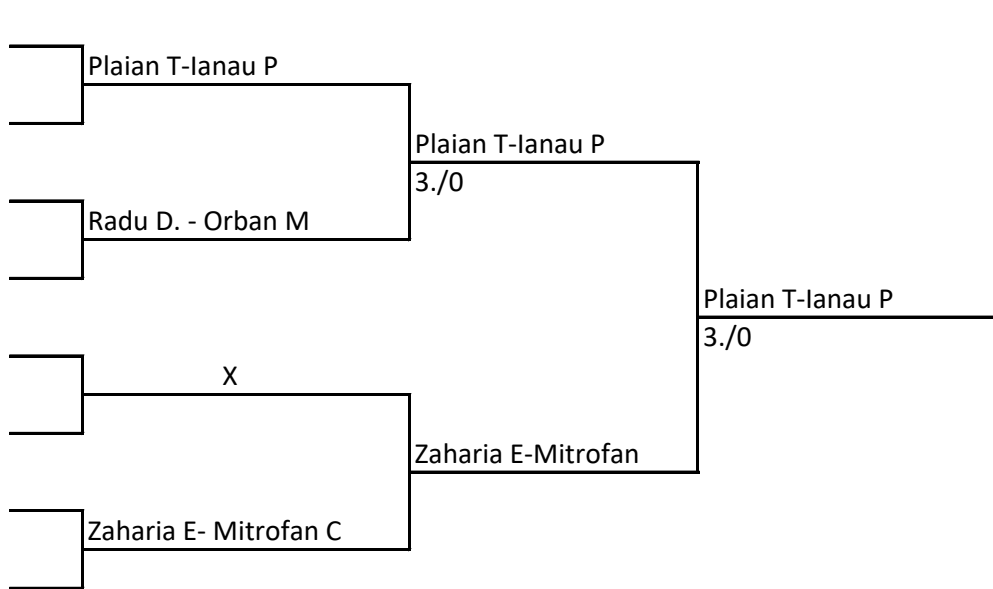 Plaian T-Ianau P
Plaian T-Ianau P
3./0
Radu D. - Orban M
Plaian T-Ianau P
3./0
X
Zaharia E-Mitrofan
Zaharia E- Mitrofan C